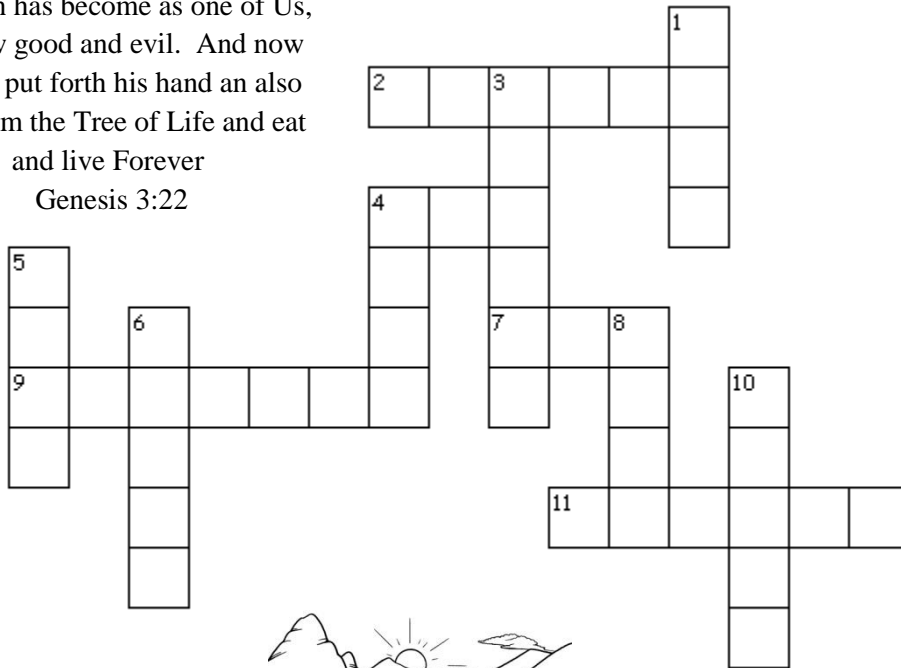 has become as one of Us,
good and evil. And now
put forth his hand an also
the Tree of Life and eat
and live Forever
Genesis 3:22
1
2 3
4
5
6 7 8
9 10
11